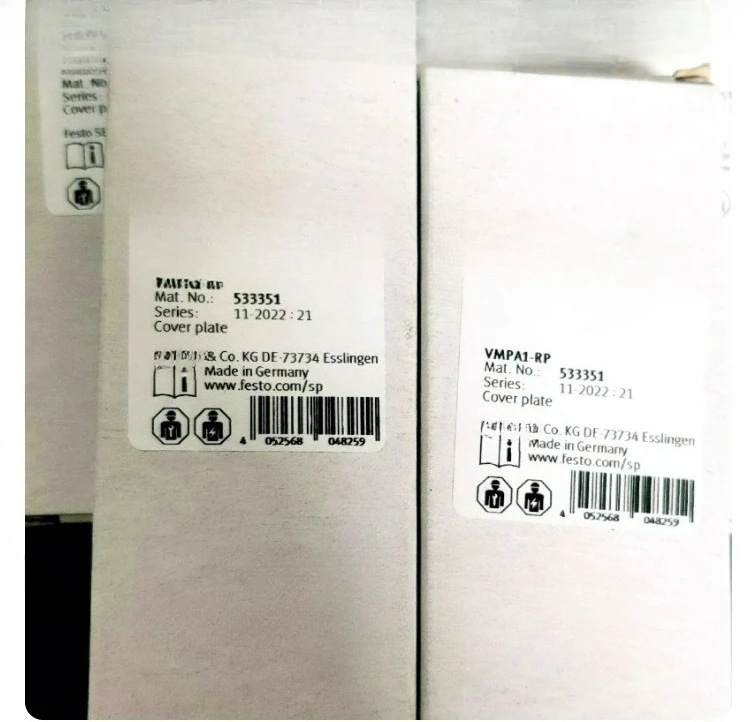 Mat. No
Series:
Cover p
Festo SE
Mat. No.: 533351
Series: 11-2022 : 21
Cover plate
& Co. KG DE-73734 Esslingen
Made in Germany
www.festo.com/sp
4 052568 048259
VMPA1-RP
Mat. No.: 533351
Series: 11-2022 : 21
Cover plate
Co. KG DE-73734 Esslingen
Made in Germany
www.festo.com/sp
4 052568 048259